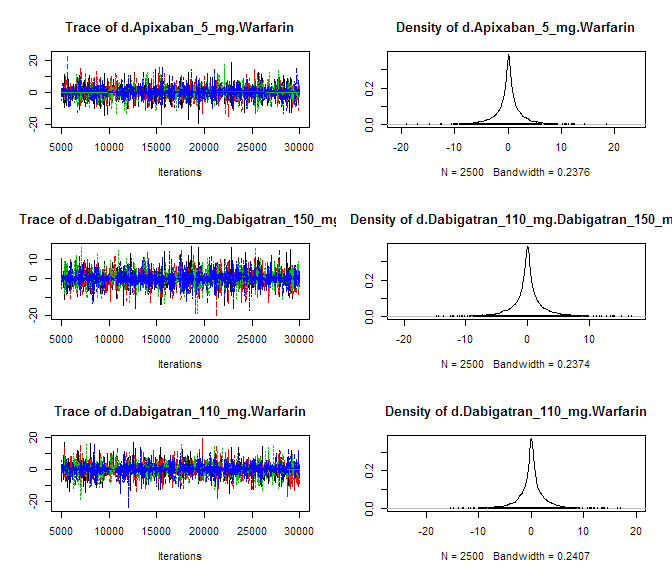 Trace of d.Apixaban_5_mg.Warfarin
20
0
-20
5000 10000 15000 20000 25000 30000
Iterations
Density of d.Apixaban_5_mg.Warfarin
0.2
0.0
-20 -10 0 10 20
N = 2500 Bandwidth = 0.2376
Trace of d.Dabigatran_110_mg.Dabigatran_150_mg
10
0
-20
5000 10000 15000 20000 25000 30000
Iterations
Density of d.Dabigatran_110_mg.Dabigatran_150_m
0.2
0.0
-20 -10 0 10
N = 2500 Bandwidth = 0.2374
Trace of d.Dabigatran_110_mg.Warfarin
20
0
-20
5000 10000 15000 20000 25000 30000
Iterations
Density of d.Dabigatran_110_mg.Warfarin
0.2
0.0
-20 -10 0 10 20
N = 2500 Bandwidth = 0.2407